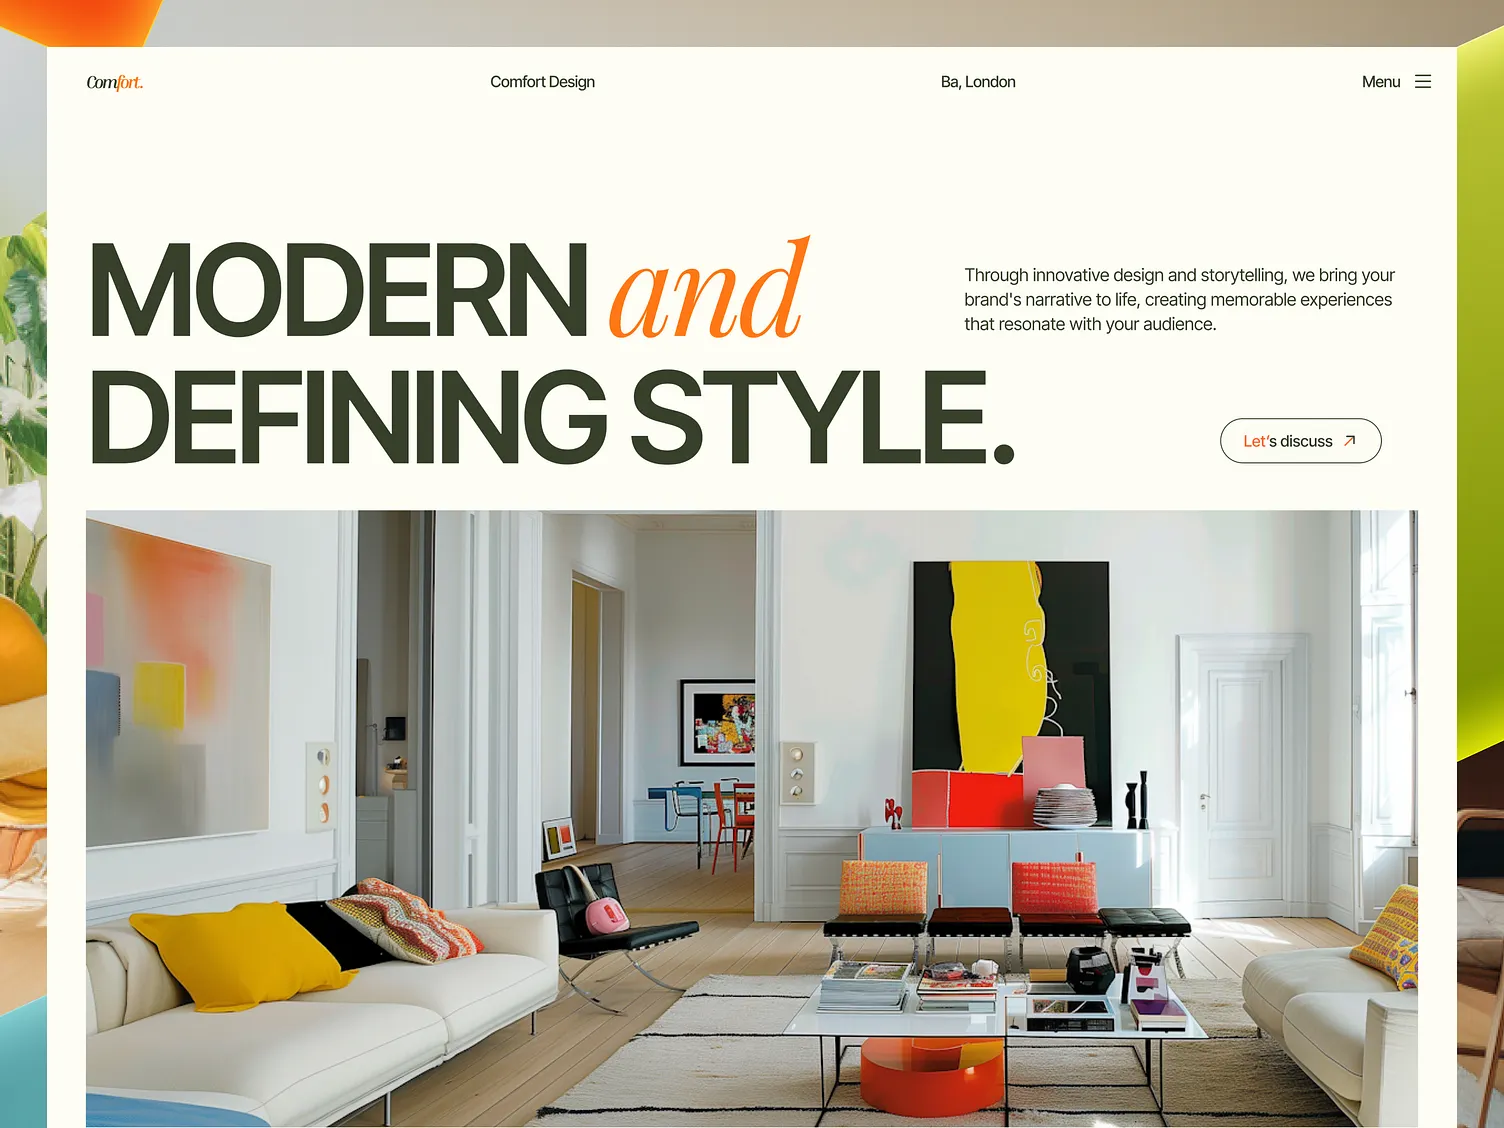 Comfort.
Comfort Design
Ba, London
Menu
MODERN and
DEFINING STYLE.
Through innovative design and storytelling, we bring your
brand's narrative to life, creating memorable experiences
that resonate with your audience.
Let's discuss